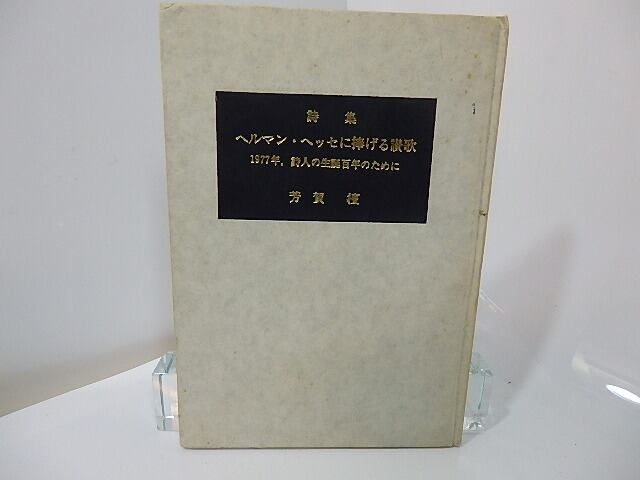 詩集
ヘルマン・ヘッセに捧げる讃歌
1977年，詩人の生誕百年のために
芳賀檀